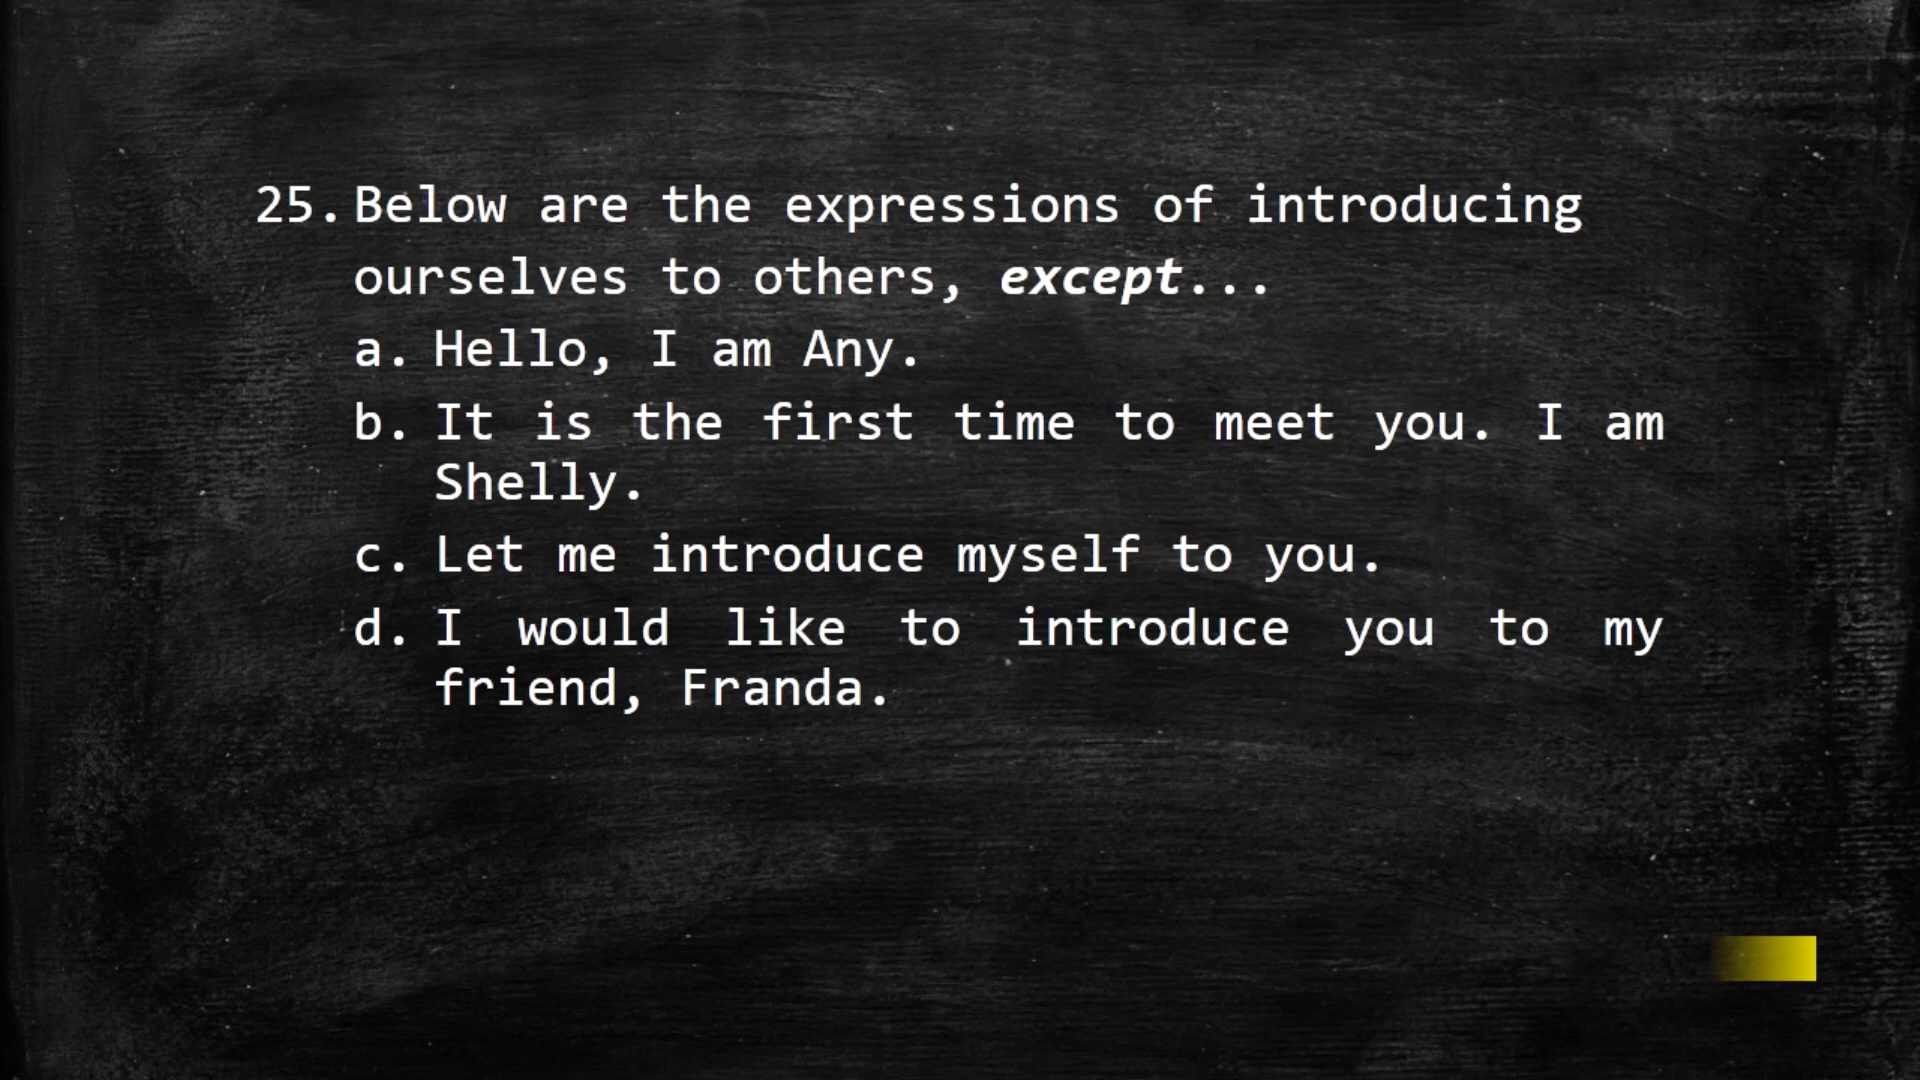 25. Below are the expressions of introducing
ourselves to others, except...
a. Hello, I am Any.
b. It is the first time to meet you. I am
Shelly.
c. Let me introduce myself to you.
d. I would like to introduce you to my
friend, Franda.